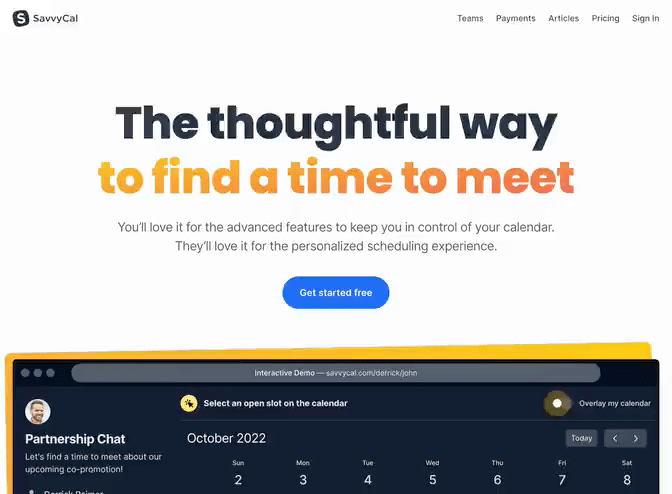 SavvyCal
Teams Payments Articles Pricing Sign In
The thoughtful way
to find a time to meet
You'll love it for the advanced features to keep you in control of your calendar.
They'll love it for the personalized scheduling experience.
Get started free
Interactive Demo — savvycal.com/derrick/john
Select an open slot on the calendar
Overlay my calendar
Partnership Chat
Let's find a time to meet about our
upcoming co-promotion!
Derrick Reimer
October 2022
Today
Sun Mon Tue Wed Thu Fri Sat
2 3 4 5 6 7 8